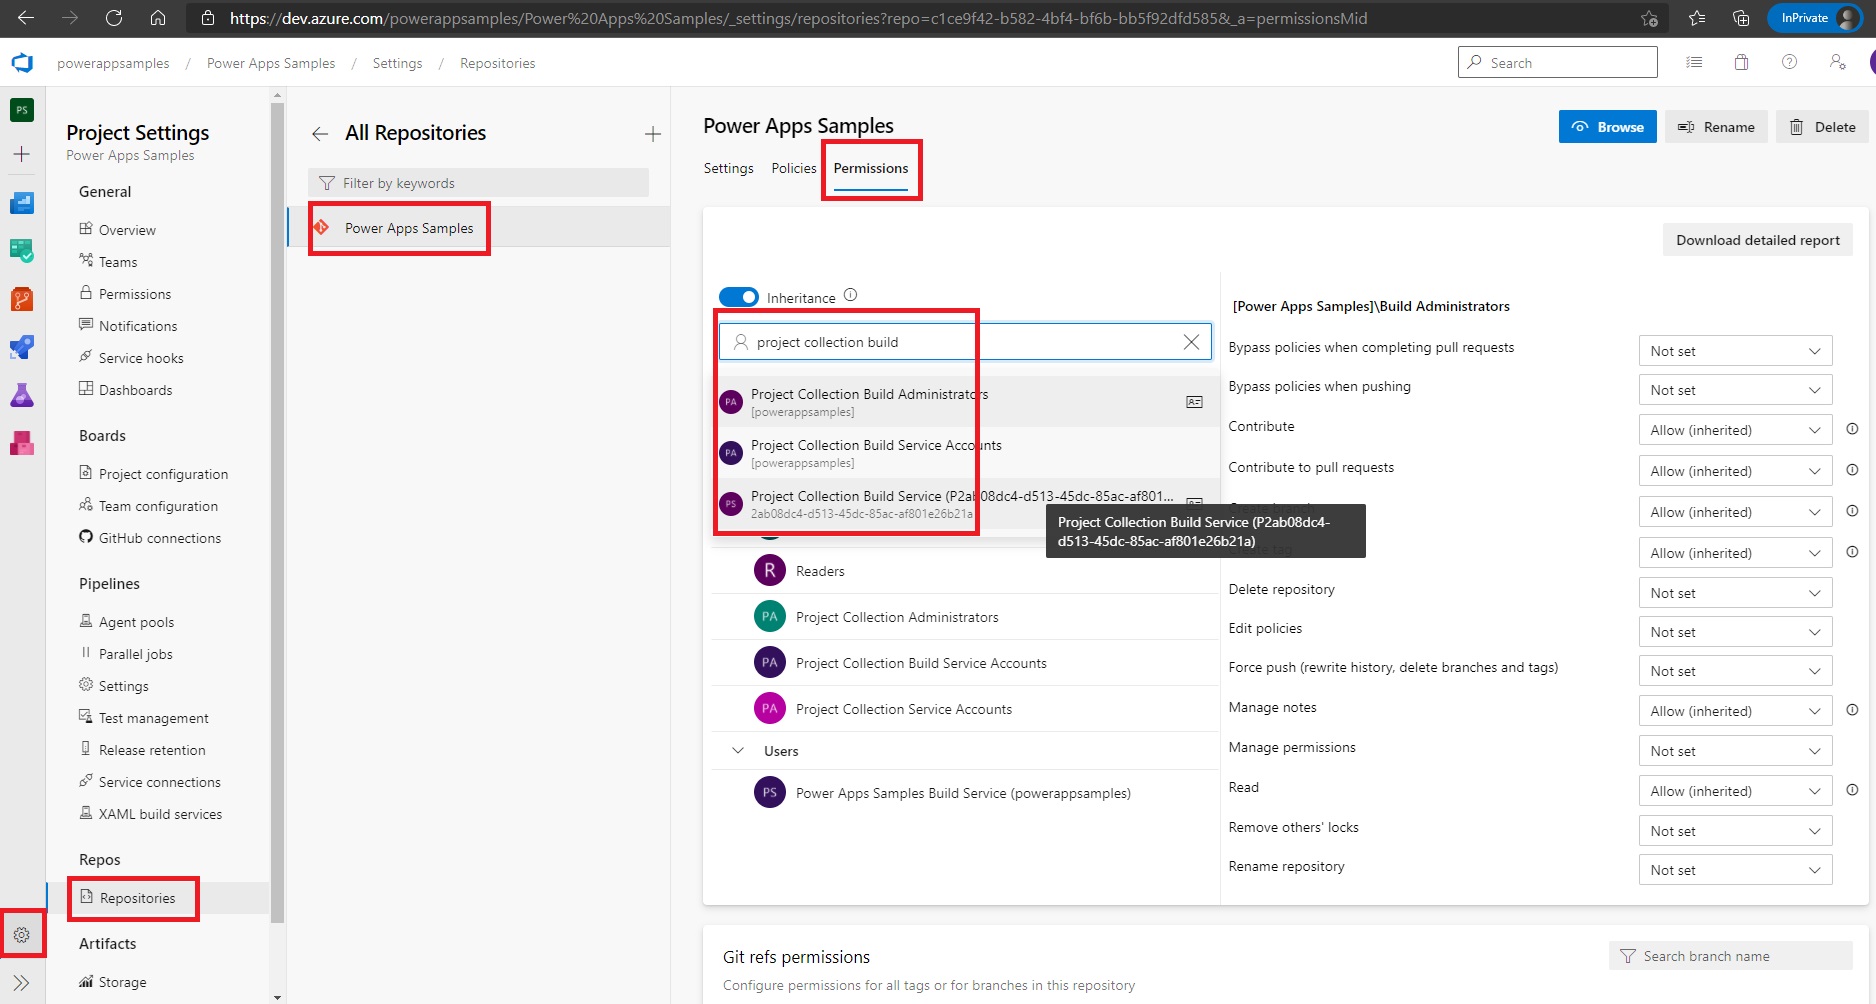 https://dev.azure.com/powerappsamples/Power%20Apps%20Samples/_settings/repositories?repo=c1ce9f42-b582-4bf4-bf6b-bb5f92dfd585&_a=permissionsMid
InPrivate
powerappsamples / Power Apps Samples / Settings / Repositories
Search
PS
Project Settings
Power Apps Samples
General
Overview
Teams
Permissions
Notifications
Service hooks
Dashboards
Boards
Project configuration
Team configuration
GitHub connections
Pipelines
Agent pools
Parallel jobs
Settings
Test management
Release retention
Service connections
XAML build services
Repos
Repositories
Artifacts
Storage
All Repositories
Filter by keywords
Power Apps Samples
Power Apps Samples
Browse
Rename
Delete
Settings
Policies
Permissions
Download detailed report
Inheritance
project collection build
PA
Project Collection Build Administrators
[powerappsamples]
PA
Project Collection Build Service Accounts
[powerappsamples]
PS
Project Collection Build Service (P2ab08dc4-d513-45dc-85ac-af801...
2ab08dc4-d513-45dc-85ac-af801e26b21a
Project Collection Build Service (P2ab08dc4-
d513-45dc-85ac-af801e26b21a)
R
Readers
PA
Project Collection Administrators
PA
Project Collection Build Service Accounts
PA
Project Collection Service Accounts
Users
PS
Power Apps Samples Build Service (powerappsamples)
[Power Apps Samples]\Build Administrators
Bypass policies when completing pull requests
Not set
Bypass policies when pushing
Not set
Contribute
Allow (inherited)
Contribute to pull requests
Allow (inherited)
Create branch
Allow (inherited)
Create tag
Allow (inherited)
Delete repository
Not set
Edit policies
Not set
Force push (rewrite history, delete branches and tags)
Not set
Manage notes
Allow (inherited)
Manage permissions
Not set
Read
Allow (inherited)
Remove others' locks
Not set
Rename repository
Not set
Git refs permissions
Search branch name
Configure permissions for all tags or for branches in this repository